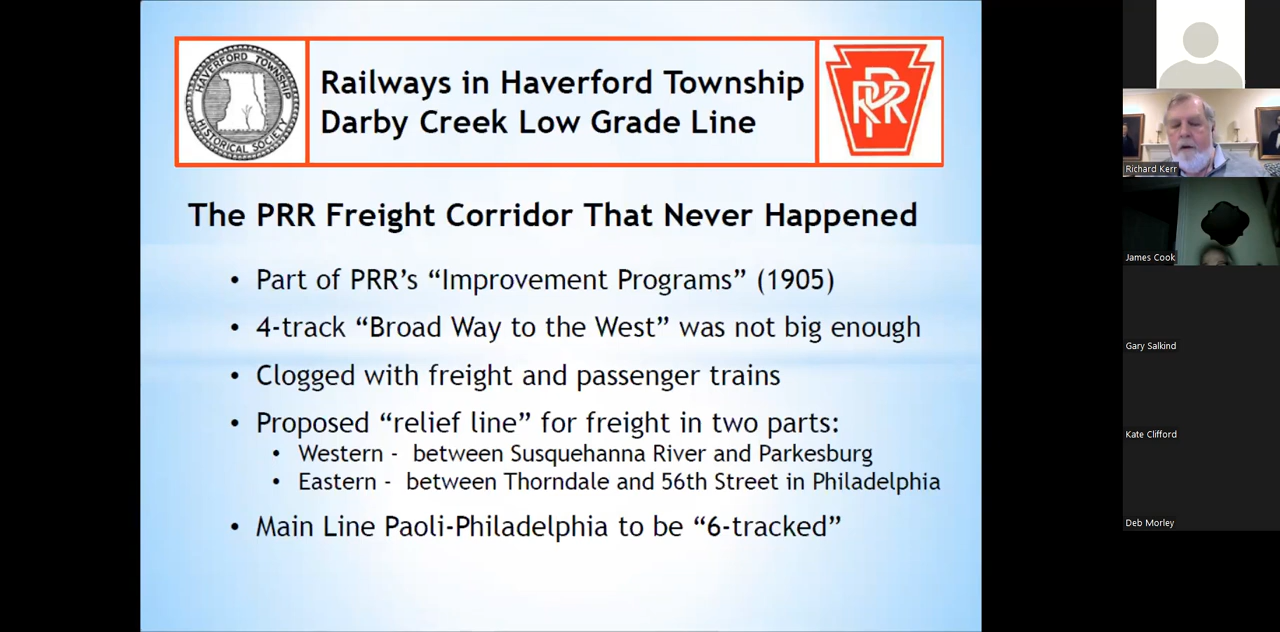 HAVERFORD TOWNSHIP
HISTORICAL SOCIETY
Railways in Haverford Township
Darby Creek Low Grade Line
PRR
The PRR Freight Corridor That Never Happened
• Part of PRR’s “Improvement Programs” (1905)
• 4-track “Broad Way to the West” was not big enough
• Clogged with freight and passenger trains
• Proposed “relief line” for freight in two parts:
• Western - between Susquehanna River and Parkesburg
• Eastern - between Thorndale and 56th Street in Philadelphia
• Main Line Paoli-Philadelphia to be “6-tracked”
Richard Kerr
James Cook
Gary Salkind
Kate Clifford
Deb Morley